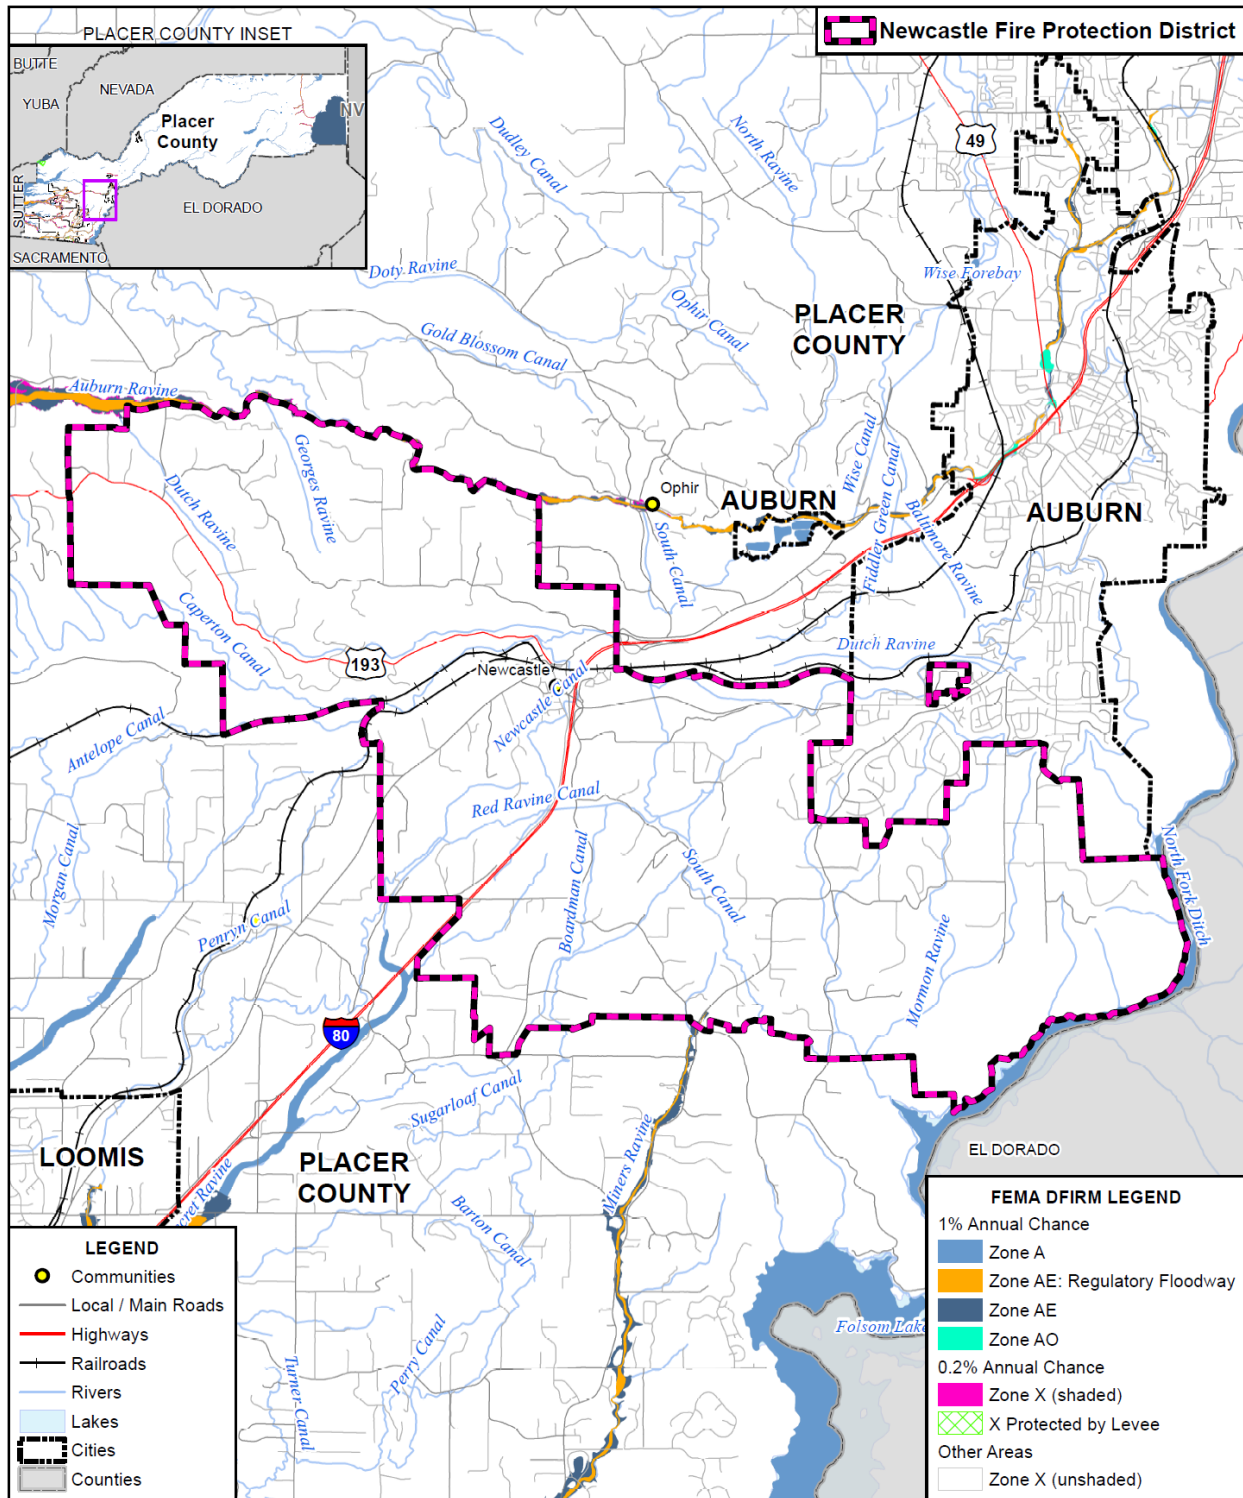 PLACER COUNTY INSET
BUTTE
NEVADA
YUBA
NV
Placer
County
SUTTER
EL DORADO
SACRAMENTO
Newcastle Fire Protection District
Dudley Canal
North Ravine
49
Doty Ravine
Wise Forebay
Ophir Canal
PLACER
COUNTY
Gold Blossom Canal
Auburn Ravine
Georges Ravine
Dutch Ravine
Wise Canal
Fiddler Green Canal
Ophir
AUBURN
Baltimore Ravine
AUBURN
South Canal
Caperton Canal
Dutch Ravine
193
Newcastle
Newcastle Canal
Antelope Canal
Red Ravine Canal
Morgan Canal
Boardman Canal
South Canal
North Fork Ditch
Penryn Canal
Mormon Ravine
80
Sugarloaf Canal
Miners Ravine
EL DORADO
LOOMIS
PLACER
COUNTY
Barton Canal
Folsom Lake
Perry Canal
Turner Canal
LEGEND
Communities
Local / Main Roads
Highways
Railroads
Rivers
Lakes
Cities
Counties
FEMA DFIRM LEGEND
1% Annual Chance
Zone A
Zone AE: Regulatory Floodway
Zone AE
Zone AO
0.2% Annual Chance
Zone X (shaded)
X Protected by Levee
Other Areas
Zone X (unshaded)